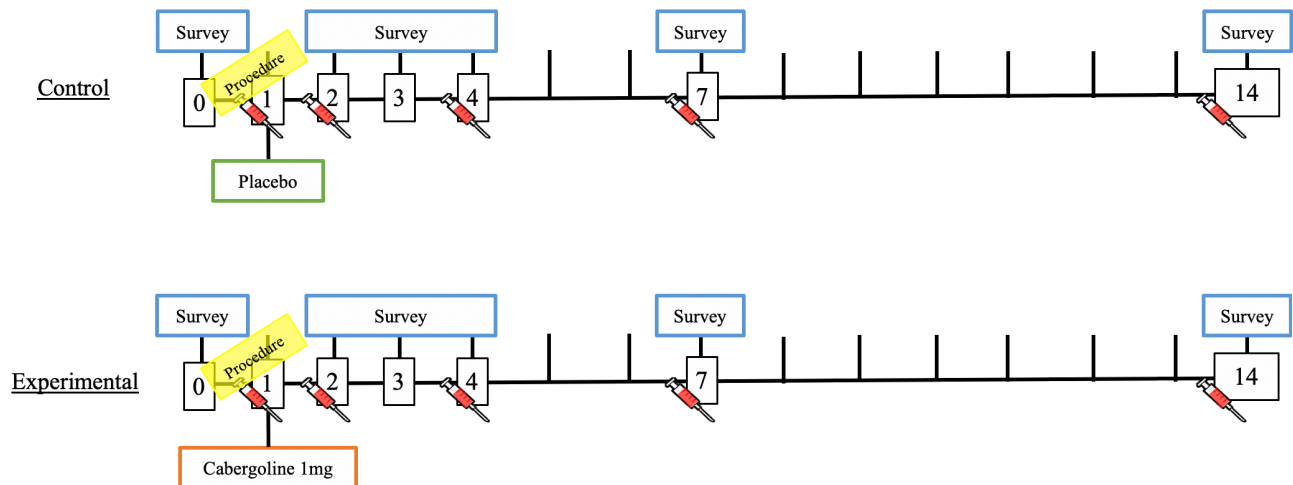 Survey
Survey
Survey
Survey
Control
Procedure
0
1
2
3
4
7
14
Placebo
Survey
Survey
Survey
Survey
Experimental
Procedure
0
1
2
3
4
7
14
Cabergoline 1mg